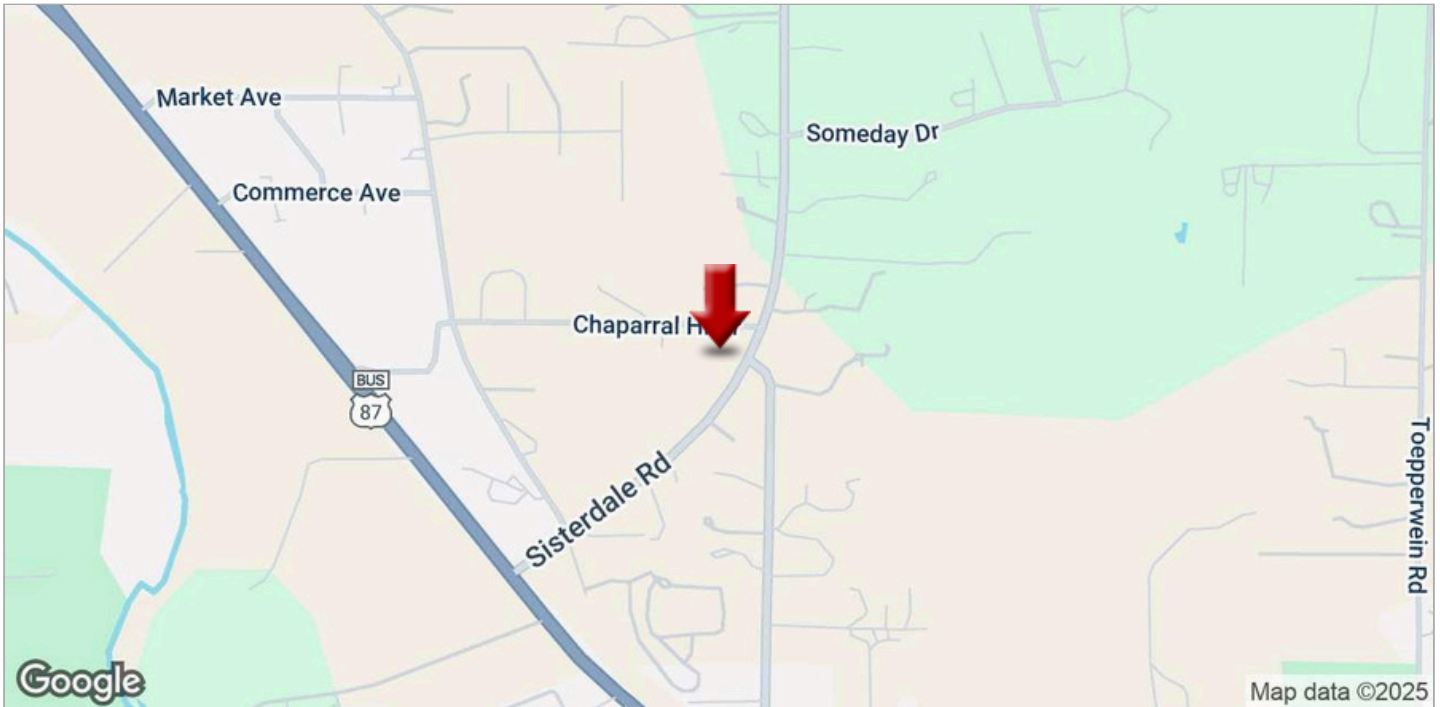 Market Ave
Someday Dr
Commerce Ave
Chaparral H
BUS
87
Toepperwein Rd
Sisterdale Rd
Google
Map data ©2025